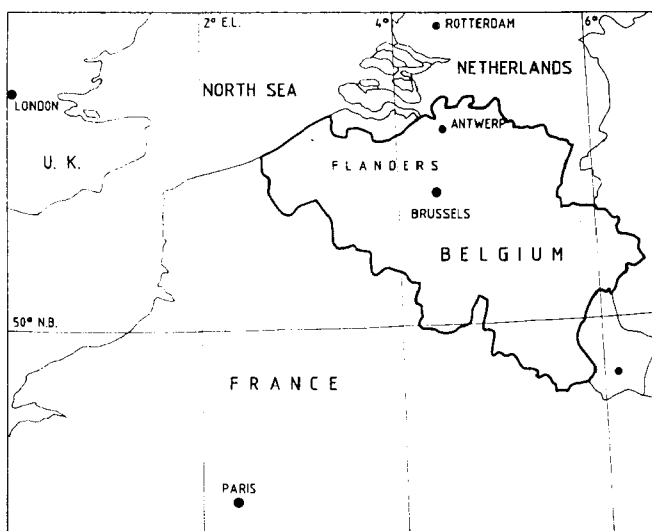 2° E.L.
4°
6°
ROTTERDAM
NORTH SEA
NETHERLANDS
LONDON
ANTWERP
U. K.
FLANDERS
BRUSSELS
BELGIUM
50° N.B.
FRANCE
PARIS